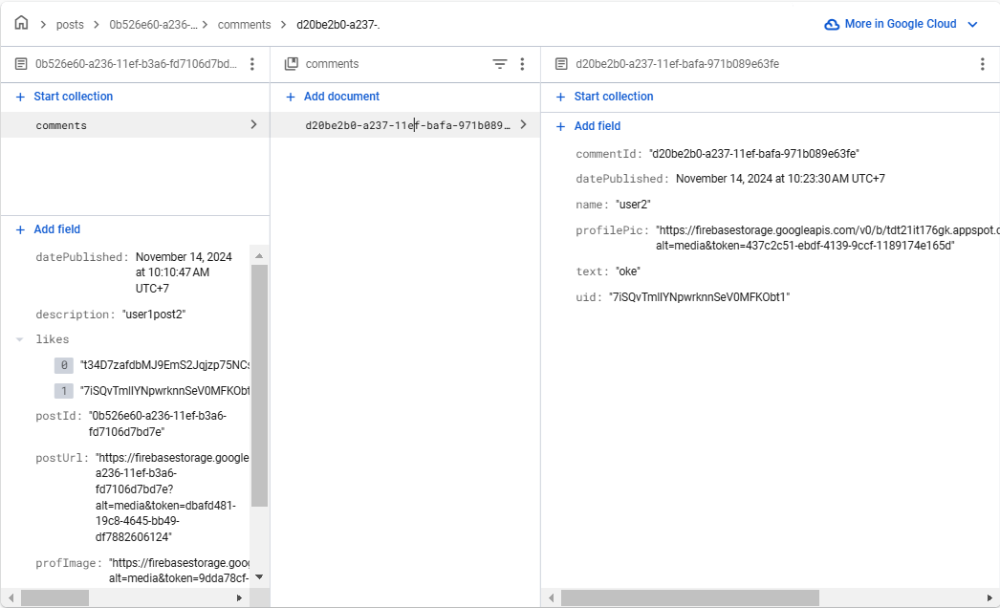 posts
0b526e60-a236-...
comments
d20be2b0-a237-.
More in Google Cloud
0b526e60-a236-11ef-b3a6-fd7106d7bd...
Start collection
comments
Add field
datePublished: November 14, 2024
at 10:10:47 AM
UTC+7
description: "user1post2"
likes
0 "t34D7zafdbMJ9EmS2Jqjzp75NCs
1 "7iSQvTmIIYNpwrknnSeV0MFKObt
postId: "0b526e60-a236-11ef-b3a6-
fd7106d7bd7e"
postUrl: "https://firebasestorage.google
a236-11ef-b3a6-
fd7106d7bd7e?
alt=media&token=dbafd481-
19c8-4645-bb49-
df7882606124"
profImage: "https://firebasestorage.goog
alt=media&token=9dda78cf-
comments
Add document
d20be2b0-a237-11ef-bafa-971b089...
d20be2b0-a237-11ef-bafa-971b089e63fe
Start collection
Add field
commentId: "d20be2b0-a237-11ef-bafa-971b089e63fe"
datePublished: November 14, 2024 at 10:23:30 AM UTC+7
name: "user2"
profilePic: "https://firebasestorage.googleapis.com/v0/b/tdt21it176gk.appspot.c
alt=media&token=437c2c51-ebdf-4139-9ccf-1189174e165d"
text: "oke"
uid: "7iSQvTmIIYNpwrknnSeV0MFKObt1"